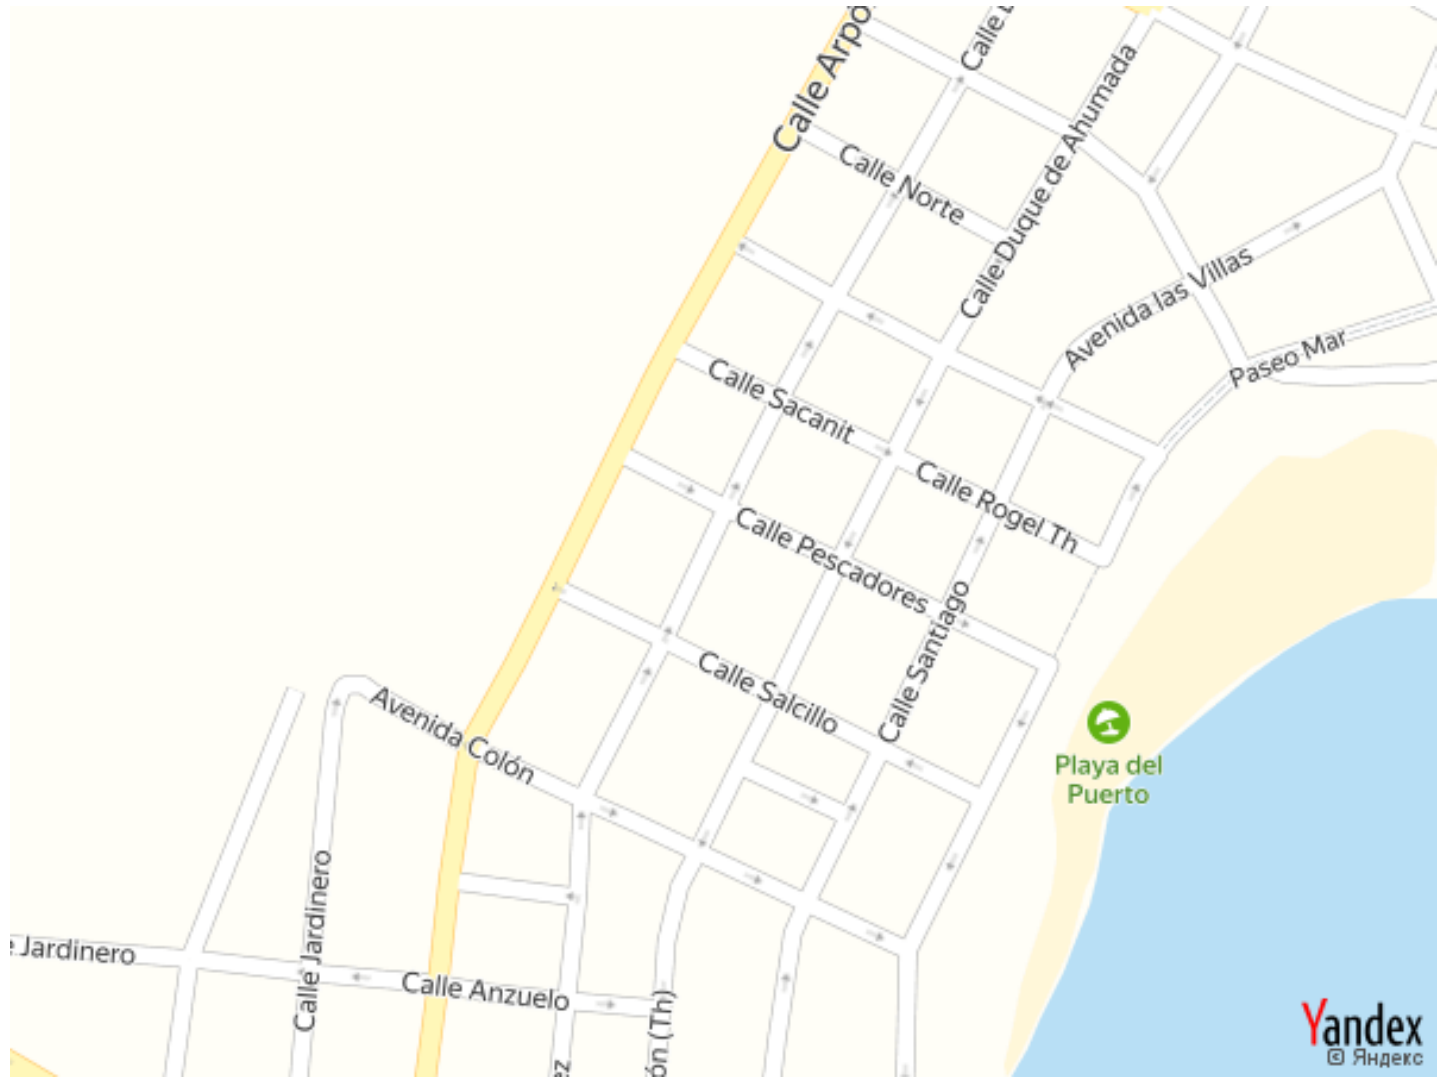 Calle Arpo
Calle
Calle Duque de Ahumada
Calle Norte
Avenida las Villas
Paseo Mar
Calle Sacanit
Calle Rogel Th
Calle Pescadores
Calle Santiago
Calle Salcillo
Avenida Colón
Playa del
Puerto
Calle Jardinero
Jardinero
Calle Anzuelo
ón (Th)
ez
Yandex
© Яндекс